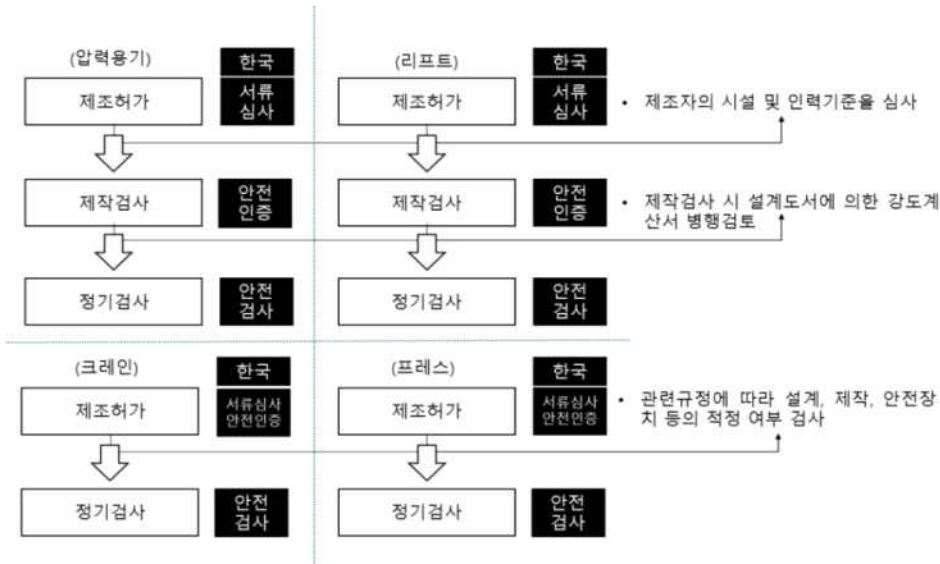 (압력용기)
한국
제조허가
서류
심사
제작검사
안전
인증
정기검사
안전
검사
(리프트)
한국
제조허가
서류
심사
• 제조자의 시설 및 인력기준을 심사
제작검사
안전
인증
• 제작검사 시 설계도서에 의한 강도계
산서 병행검토
정기검사
안전
검사
(크레인)
한국
제조허가
서류심사
안전인증
정기검사
안전
검사
(프레스)
한국
제조허가
서류심사
안전인증
• 관련규정에 따라 설계, 제작, 안전장
치 등의 적정 여부 검사
정기검사
안전
검사